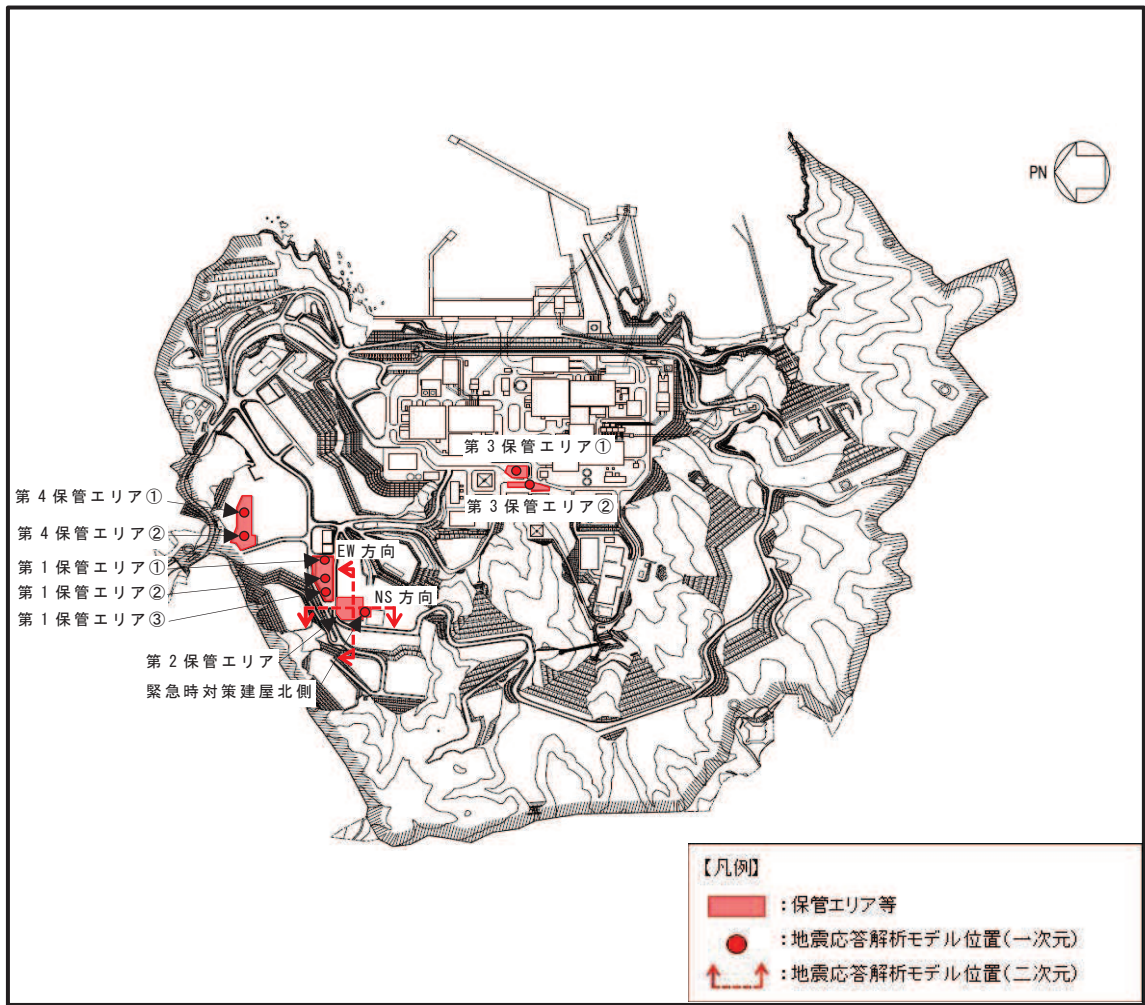 PN
第3保管エリア①
第3保管エリア②
第4保管エリア①
第4保管エリア②
第1保管エリア①
第1保管エリア②
第1保管エリア③
EW方向
NS方向
第2保管エリア
緊急時対策建屋北側
【凡例】
:保管エリア等
:地震応答解析モデル位置(一次元)
:地震応答解析モデル位置(二次元)